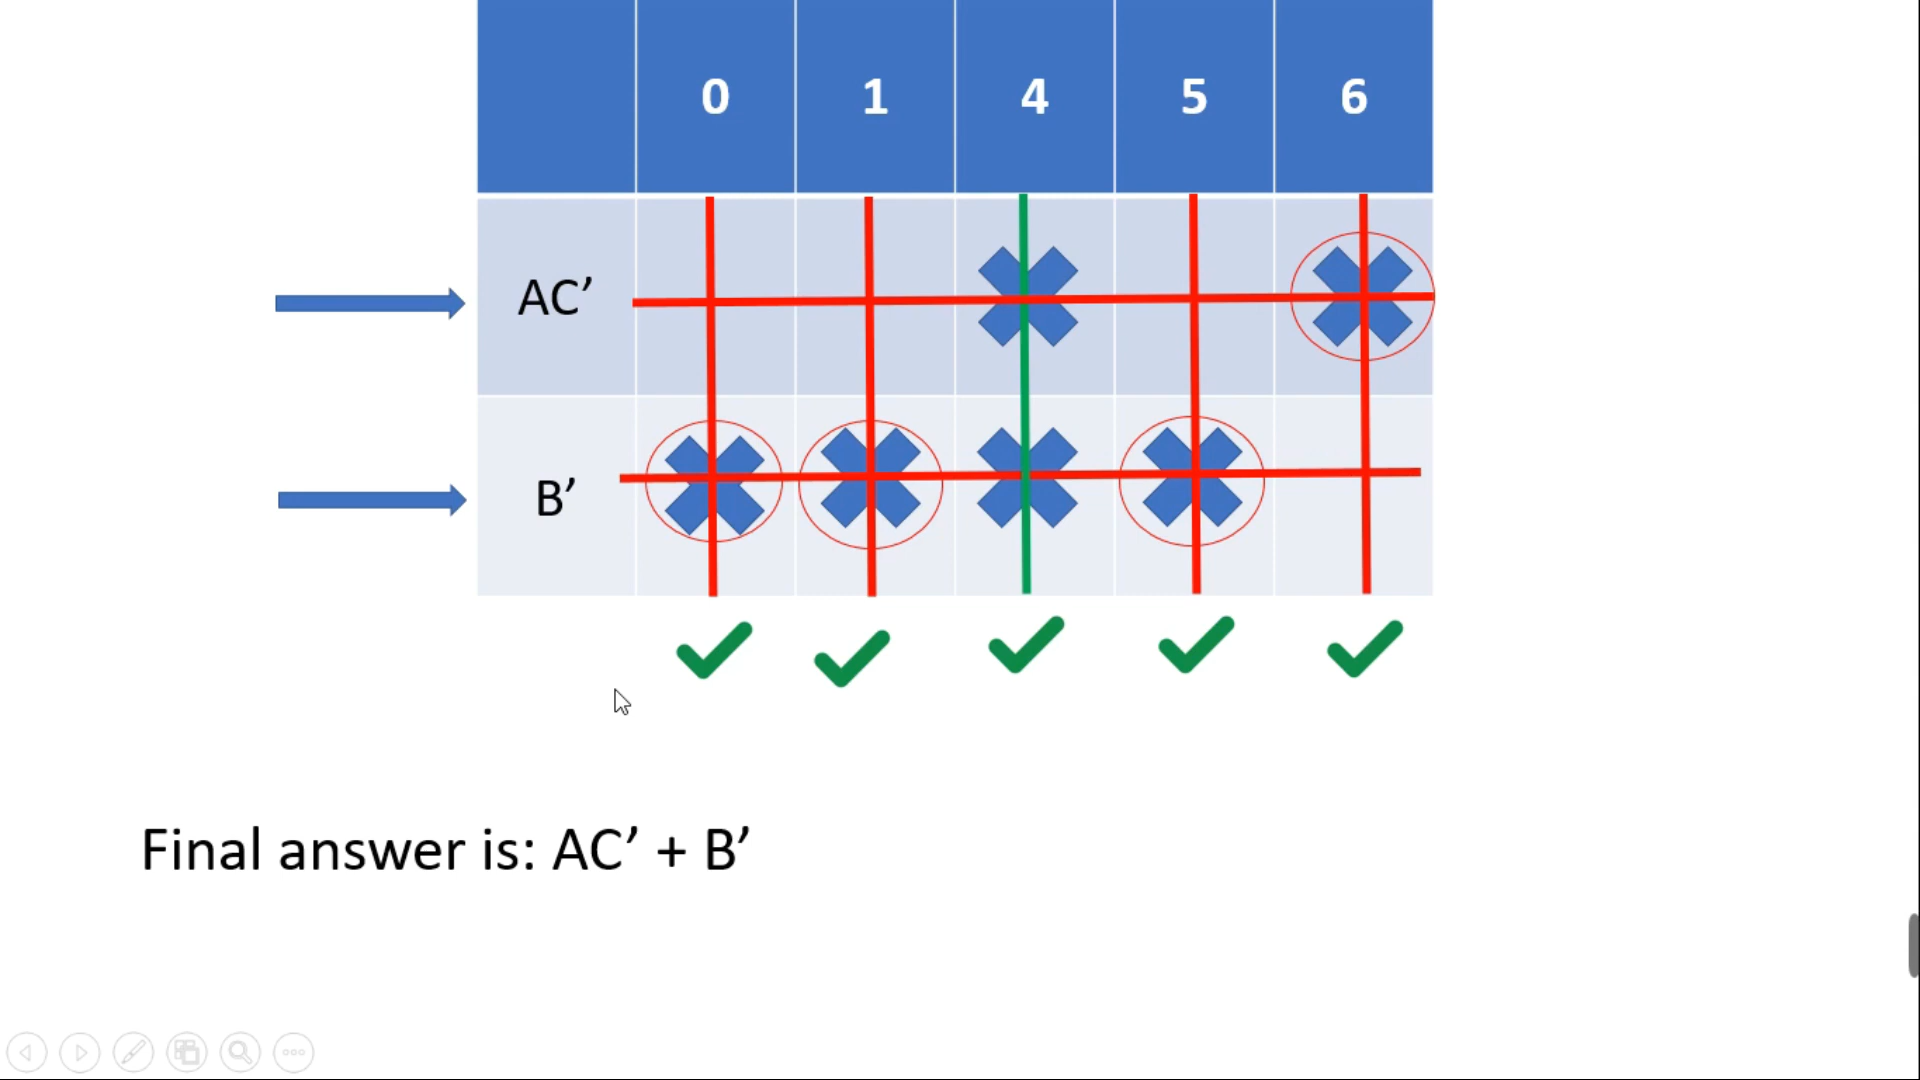 0 1 4 5 6
AC’
B’
Final answer is: AC’ + B’